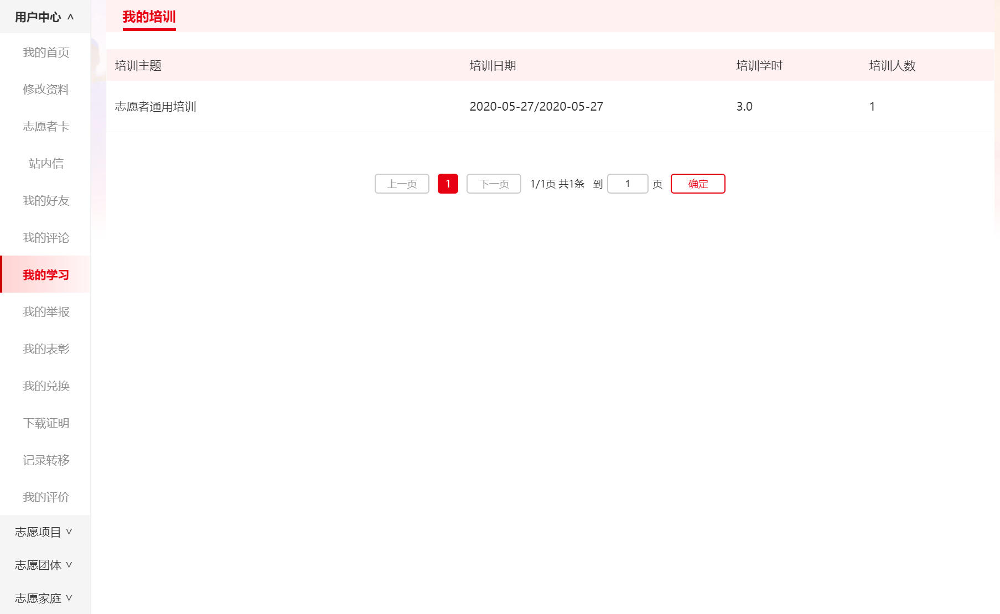 用户中心
我的首页
修改资料
志愿者卡
站内信
我的好友
我的评论
我的学习
我的举报
我的表彰
我的兑换
下载证明
记录转移
我的评价
志愿项目
志愿团体
志愿家庭
我的培训
培训主题 培训日期 培训学时 培训人数
志愿者通用培训 2020-05-27/2020-05-27 3.0 1
上一页 1 下一页 1/1页 共1条 到 1 页 确定